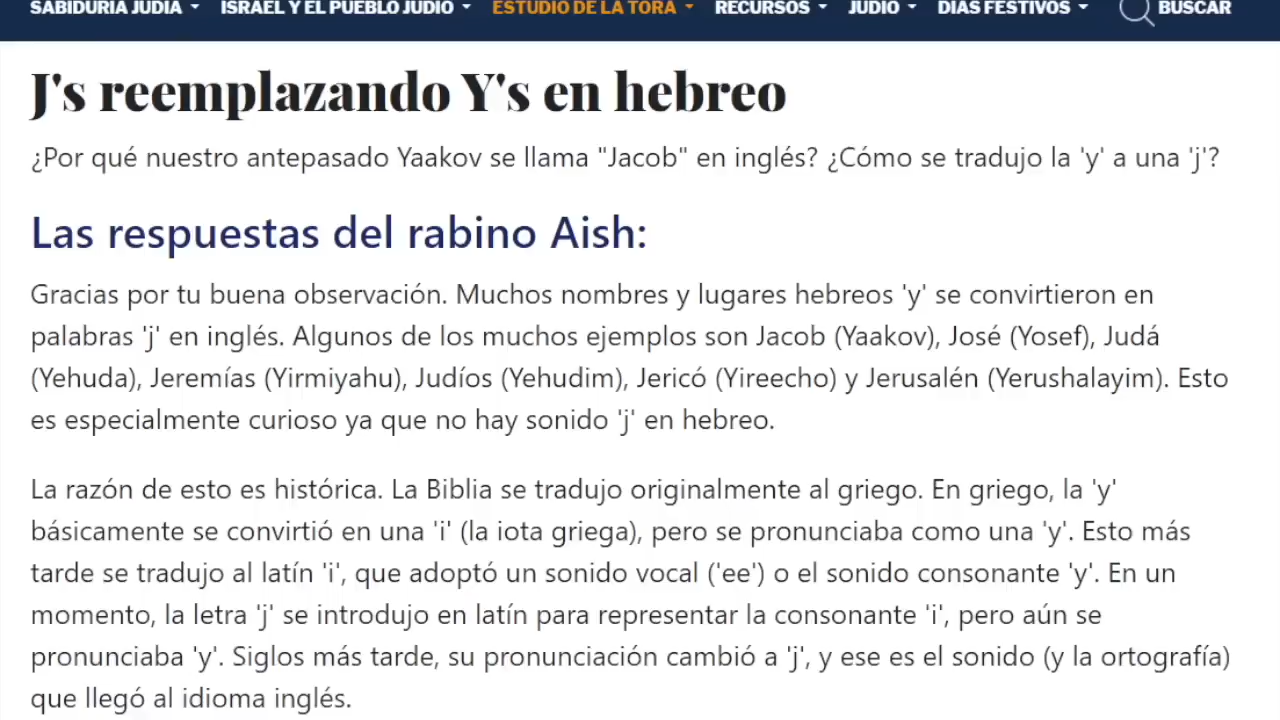 SABIDURÍA JUDÍA ISRAEL Y EL PUEBLO JUDÍO ESTUDIO DE LA TORÁ RECURSOS JUDÍO DÍAS FESTIVOS BUSCAR
J's reemplazando Y's en hebreo
¿Por qué nuestro antepasado Yaakov se llama "Jacob" en inglés? ¿Cómo se tradujo la 'y' a una 'j'?
Las respuestas del rabino Aish:
Gracias por tu buena observación. Muchos nombres y lugares hebreos 'y' se convirtieron en
palabras 'j' en inglés. Algunos de los muchos ejemplos son Jacob (Yaakov), José (Yosef), Judá
(Yehuda), Jeremías (Yirmiyahu), Judíos (Yehudim), Jericó (Yireecho) y Jerusalén (Yerushalayim). Esto
es especialmente curioso ya que no hay sonido 'j' en hebreo.
La razón de esto es histórica. La Biblia se tradujo originalmente al griego. En griego, la 'y'
básicamente se convirtió en una 'i' (la iota griega), pero se pronunciaba como una 'y'. Esto más
tarde se tradujo al latín 'i', que adoptó un sonido vocal ('ee') o el sonido consonante 'y'. En un
momento, la letra 'j' se introdujo en latín para representar la consonante 'i', pero aún se
pronunciaba 'y'. Siglos más tarde, su pronunciación cambió a 'j', y ese es el sonido (y la ortografía)
que llegó al idioma inglés.